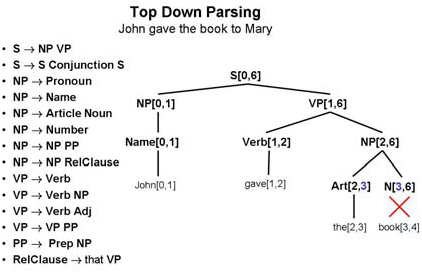 Top Down Parsing
John gave the book to Mary
• S → NP VP
• S → S Conjunction S
• NP → Pronoun
• NP → Name
• NP → Article Noun
• NP → Number
• NP → NP PP
• NP → NP RelClause
• VP → Verb
• VP → Verb NP
• VP → Verb Adj
• VP → VP PP
• PP → Prep NP
• RelClause → that VP
S[0,6]
NP[0,1] VP[1,6]
Name[0,1] Verb[1,2] NP[2,6]
John[0,1] gave[1,2] Art[2,3] N[3,6]
the[2,3] book[3,4]